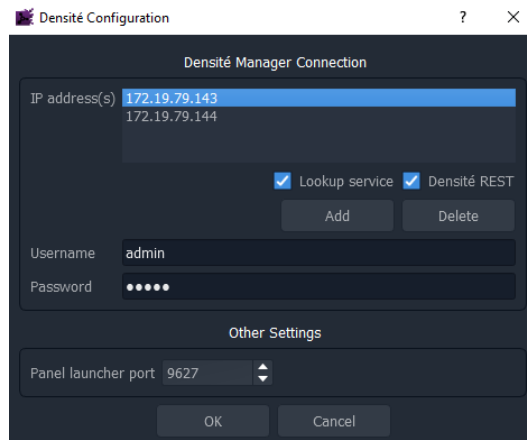 Densité Configuration
Densité Manager Connection
IP address(s) 172.19.79.143
172.19.79.144
Lookup service Densité REST
Add Delete
Username admin
Password •••••
Other Settings
Panel launcher port 9627
OK Cancel